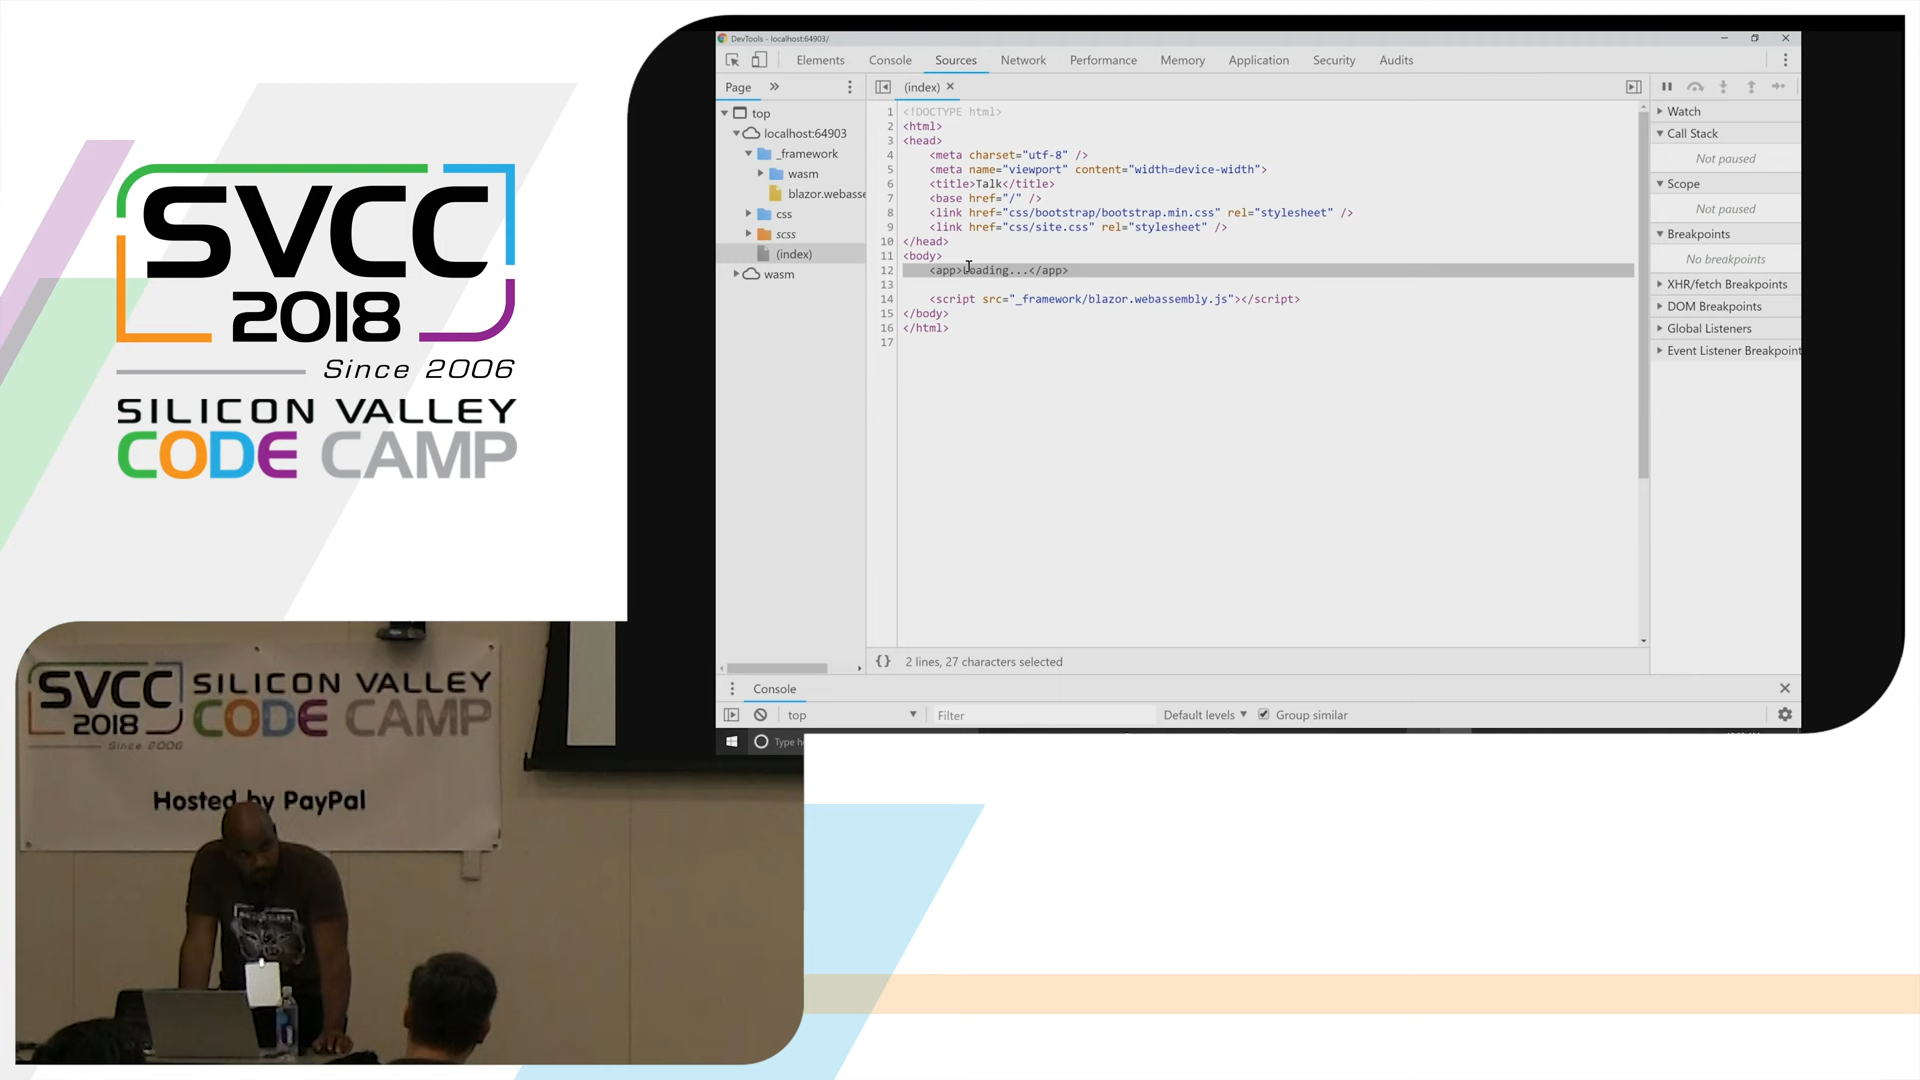 SVCC
2018
Since 2006
SILICON VALLEY
CODE CAMP
DevTools - localhost:64903/
Elements Console Sources Network Performance Memory Application Security Audits
Page » (index) ×
top
localhost:64903
_framework
wasm
blazor.webasse
css
scss
(index)
wasm
1 <!DOCTYPE html>
2 <html>
3 <head>
4 <meta charset="utf-8" />
5 <meta name="viewport" content="width=device-width">
6 <title>Talk</title>
7 <base href="/" />
8 <link href="css/bootstrap/bootstrap.min.css" rel="stylesheet" />
9 <link href="css/site.css" rel="stylesheet" />
10 </head>
11 <body>
12 <app>Loading...</app>
13
14 <script src="_framework/blazor.webassembly.js"></script>
15 </body>
16 </html>
17
Watch
Call Stack
Not paused
Scope
Not paused
Breakpoints
No breakpoints
XHR/fetch Breakpoints
DOM Breakpoints
Global Listeners
Event Listener Breakpoint
{} 2 lines, 27 characters selected
Console
top Filter Default levels Group similar
Type h
SVCC
2018
Since 2006
SILICON VALLEY
CODE CAMP
Hosted by PayPal